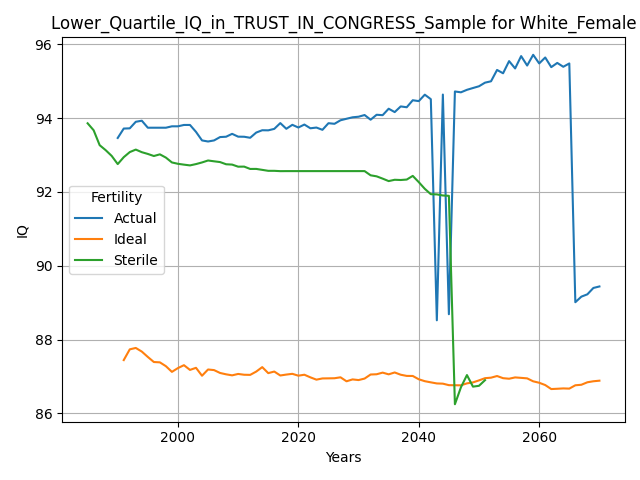 Lower_Quartile_IQ_in_TRUST_IN_CONGRESS_Sample for White_Female
96
94
92
90
88
86
IQ
Fertility
Actual
Ideal
Sterile
2000
2020
2040
2060
Years